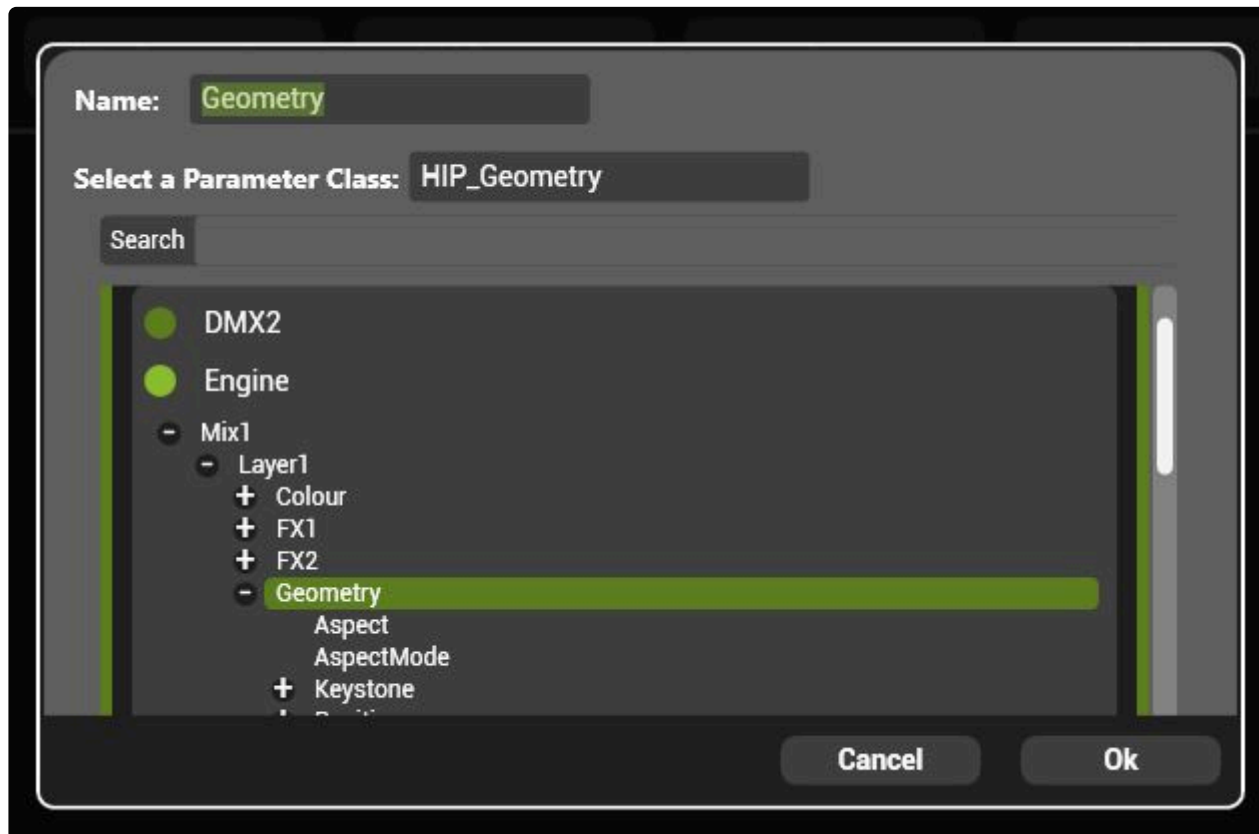 Name: Geometry
Select a Parameter Class: HIP_Geometry
Search
DMX2
Engine
Mix1
Layer1
Colour
FX1
FX2
Geometry
Aspect
AspectMode
Keystone
Cancel Ok